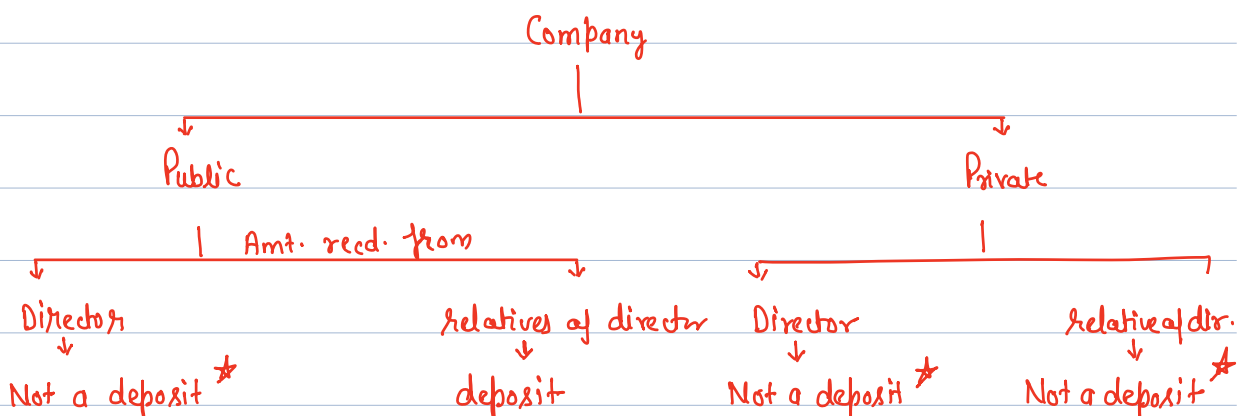 Company
Public Private
Amt. recd. from
Director relatives of director Director relative of dir.
Not a deposit deposit Not a deposit Not a deposit